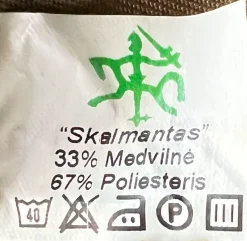 "Skalmantas"
33% Medvilnė
67% Poliesteris
40 P